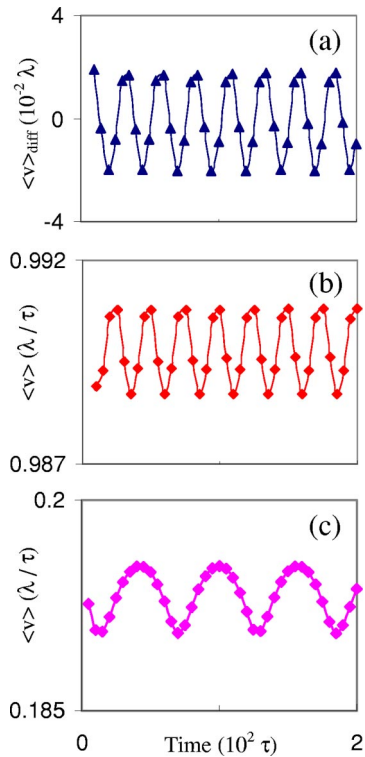 4
(a)
0
<v>diff (10⁻² λ)
-4
0.992
(b)
<v> (λ / τ)
0.987
0.2
(c)
<v> (λ / τ)
0.185
0 Time (10² τ) 2